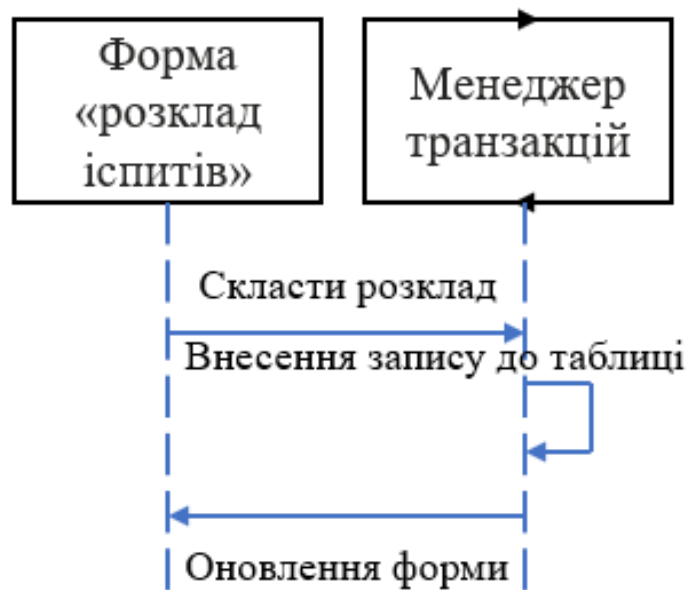 Форма
«розклад
іспитів»
Менеджер
транзакцій
Скласти розклад
Внесення запису до таблиці
Оновлення форми